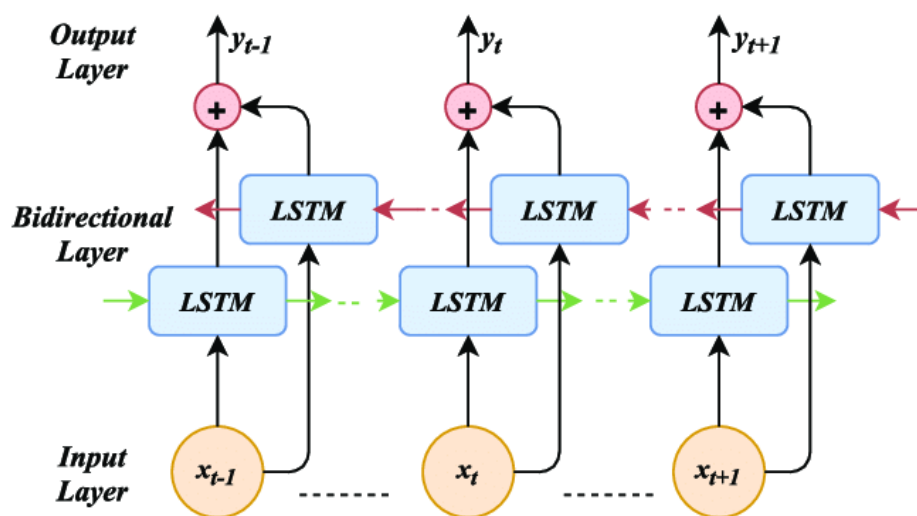 Output
Layer
y_{t-1}
y_t
y_{t+1}
+
+
+
LSTM
LSTM
LSTM
Bidirectional
Layer
LSTM
LSTM
LSTM
Input
Layer
x_{t-1}
x_t
x_{t+1}